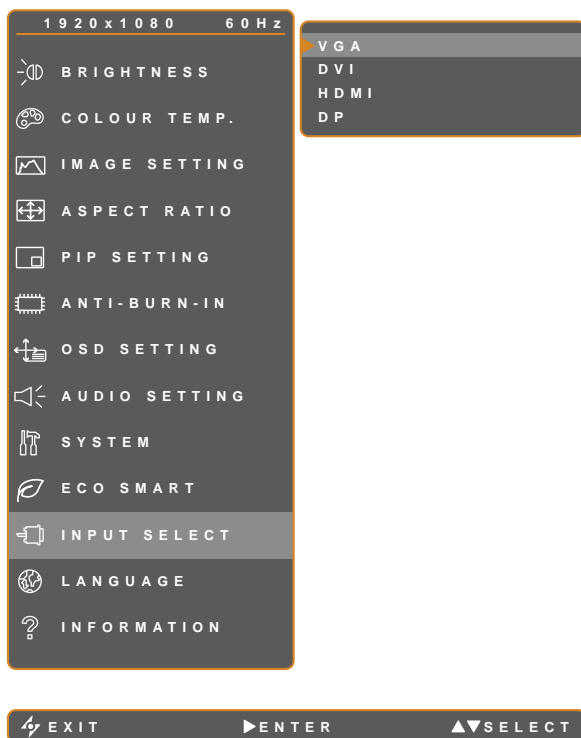 1920x1080 60Hz
BRIGHTNESS
COLOUR TEMP.
IMAGE SETTING
ASPECT RATIO
PIP SETTING
ANTI-BURN-IN
OSD SETTING
AUDIO SETTING
SYSTEM
ECO SMART
INPUT SELECT
LANGUAGE
INFORMATION
VGA
DVI
HDMI
DP
EXIT ▶ENTER ▲▼SELECT